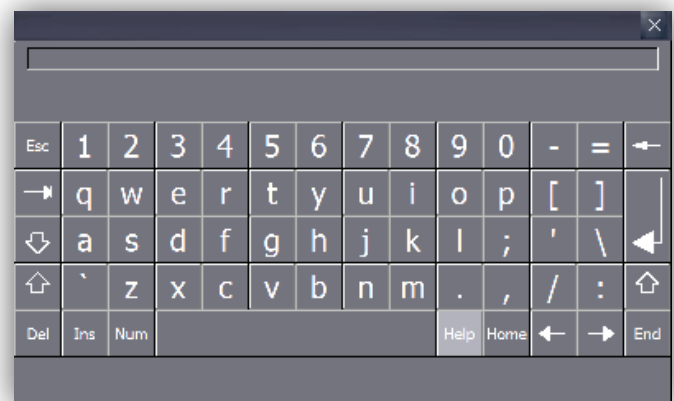 Esc 1 2 3 4 5 6 7 8 9 0 - =
q w e r t y u i o p [ ]
a s d f g h j k l ; ' \
` z x c v b n m . , / :
Del Ins Num Help Home End